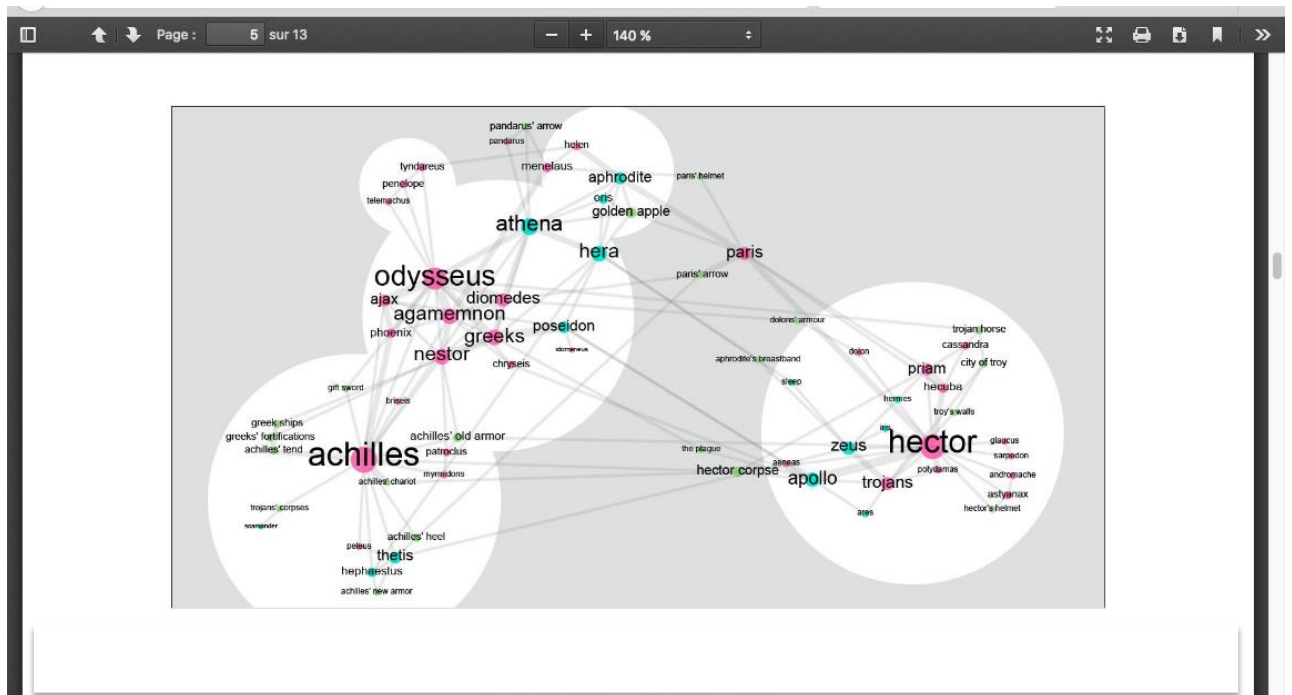 Page : 5 sur 13
140 %
pandarus' arrow
pandarus
helen
tyndareus
menelaus
aphrodite
paris' helmet
penelope
telemachus
eris
golden apple
athena
hera
paris
odysseus
paris' arrow
ajax
diomedes
agamemnon
poseidon
dolons' armour
phoenix
greeks
trojan horse
nestor
idomeneus
dolon
cassandra
chryseis
aphrodite's breastband
priam
city of troy
sleep
gift sword
hecuba
briseis
hermes
troy's walls
greek ships
iris
greeks' fortifications
achilles' old armor
zeus
hector
glaucus
achilles' lend
achilles
patroclus
the plague
sarpedon
myrmidons
hector corpse
aeneas
apollo
polydamas
andromache
achilles' chariot
trojans
astyanax
trojans' corpses
hector's helmet
scamander
ares
achilles' heel
peleus
thetis
hephaestus
achilles' new armor